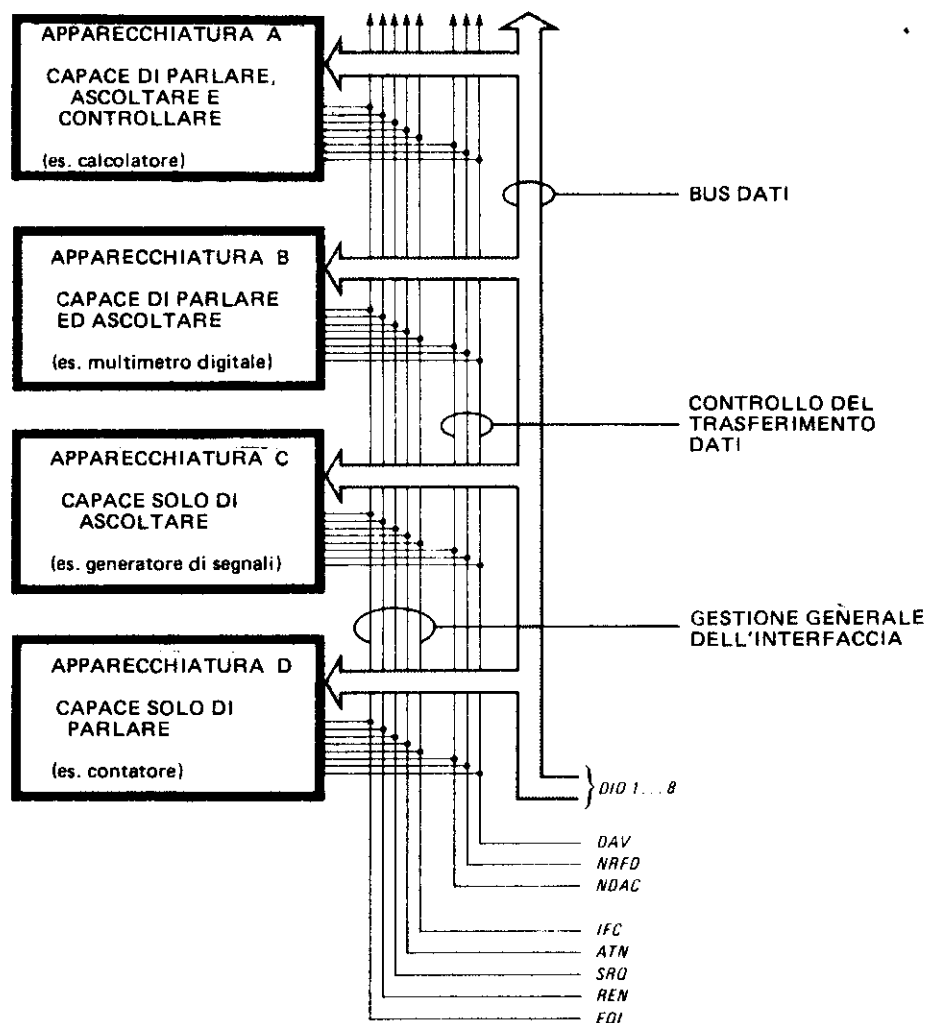 APPARECCHIATURA A
CAPACE DI PARLARE,
ASCOLTARE E
CONTROLLARE
(es. calcolatore)
BUS DATI
APPARECCHIATURA B
CAPACE DI PARLARE
ED ASCOLTARE
(es. multimetro digitale)
CONTROLLO DEL
TRASFERIMENTO
DATI
APPARECCHIATURA C
CAPACE SOLO DI
ASCOLTARE
(es. generatore di segnali)
GESTIONE GENERALE
DELL'INTERFACCIA
APPARECCHIATURA D
CAPACE SOLO DI
PARLARE
(es. contatore)
DIO 1...8
DAV
NRFD
NDAC
IFC
ATN
SRQ
REN
EOI